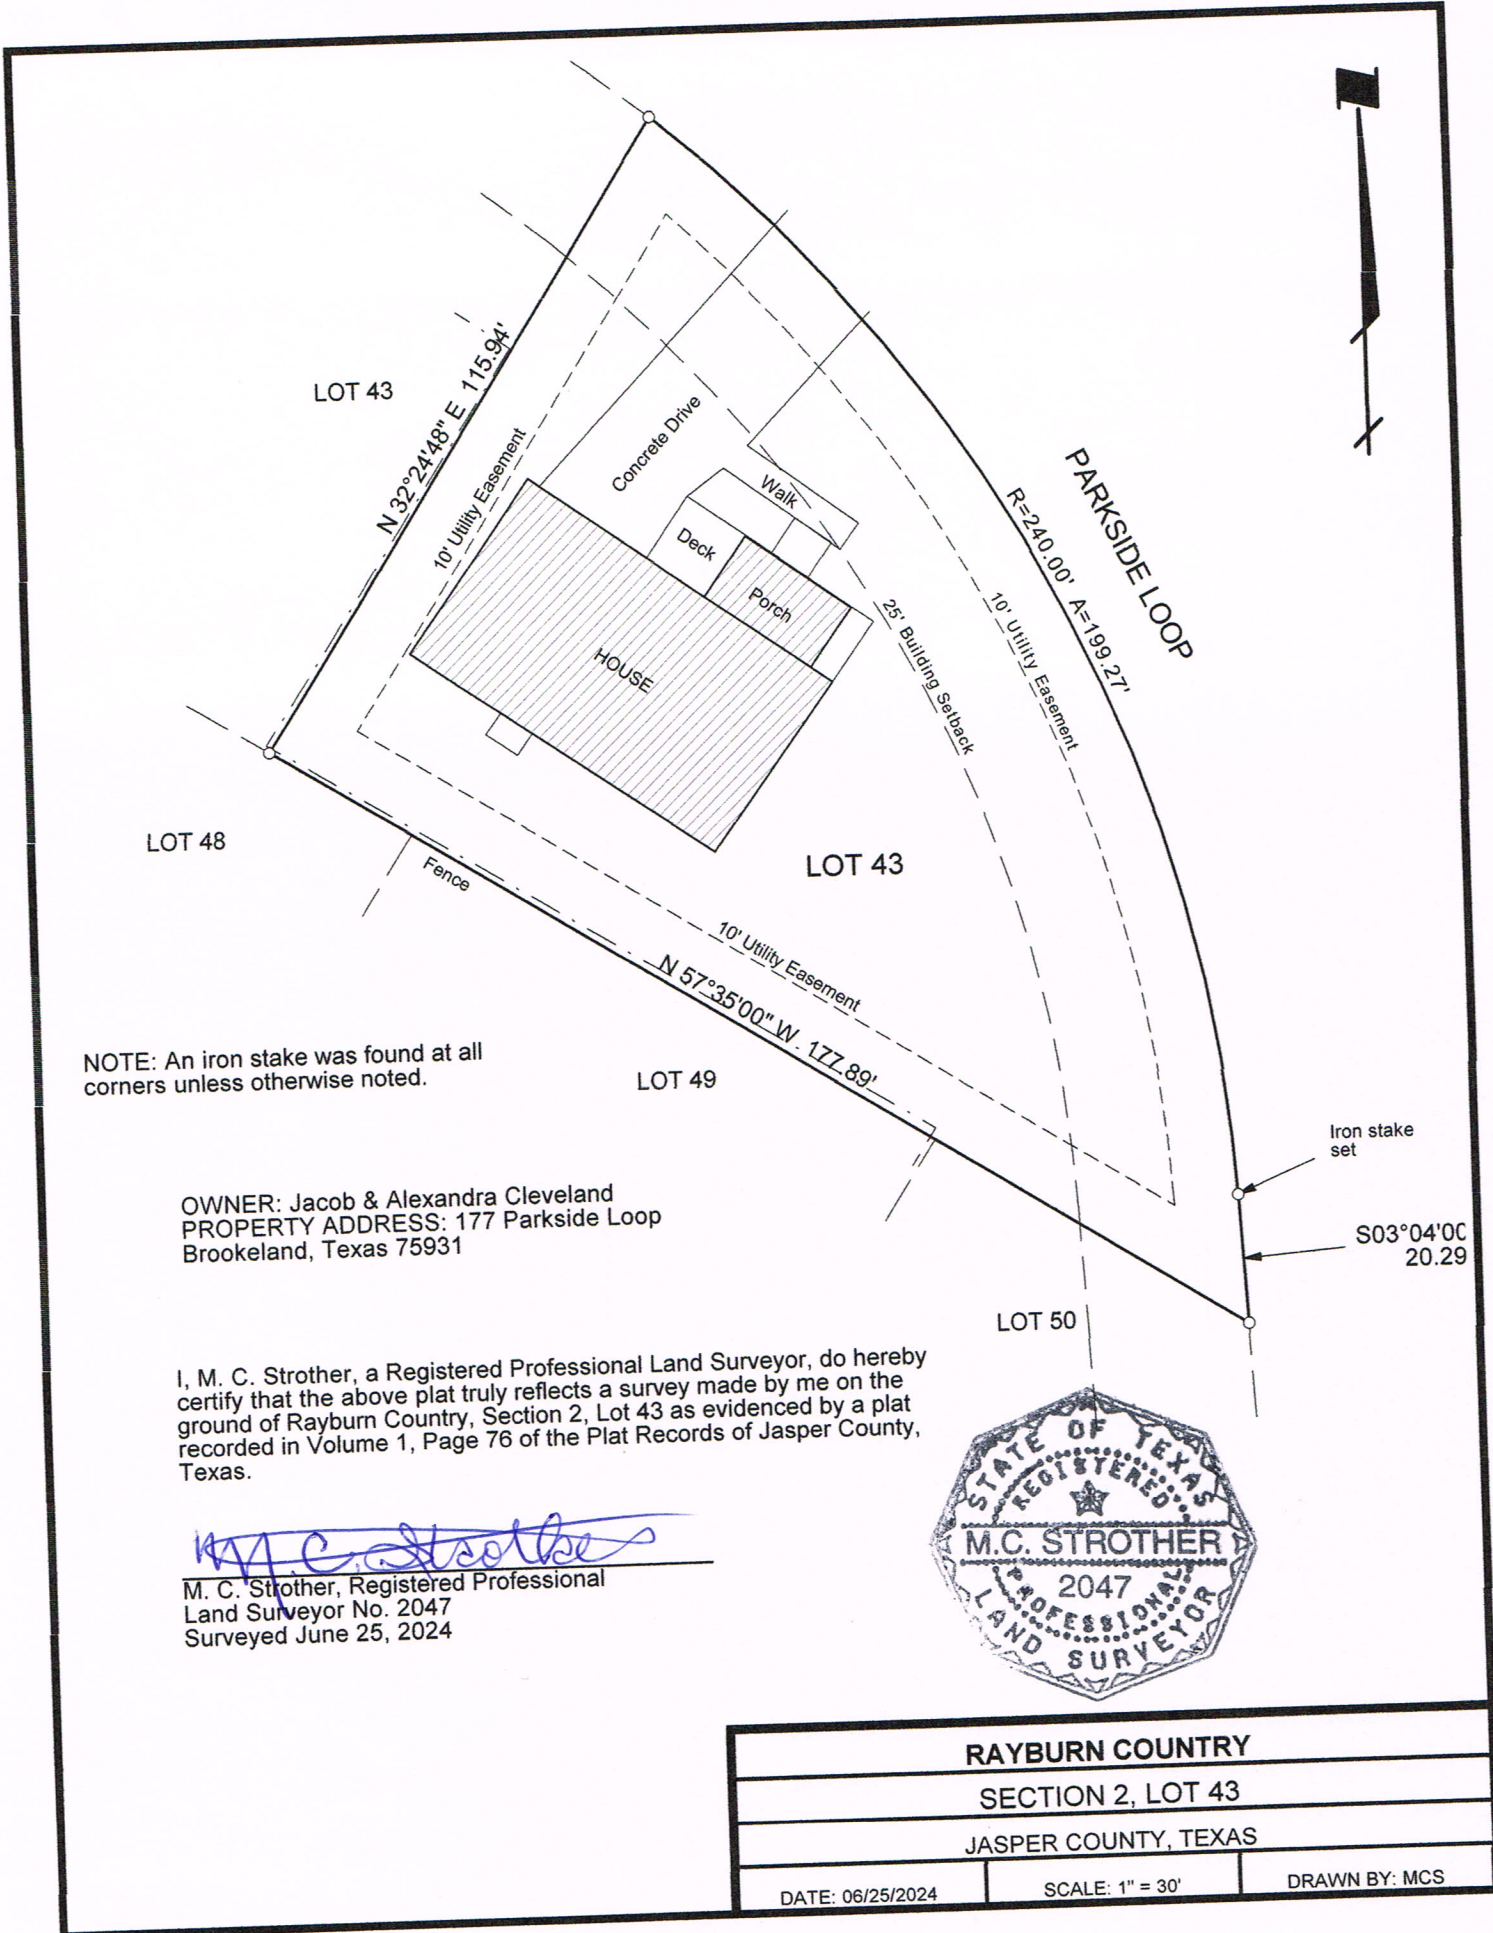 LOT 43
N 32°24'48" E 115.94'
10' Utility Easement
Concrete Drive
Walk
Deck
Porch
HOUSE
PARKSIDE LOOP
R=240.00' A=199.27'
10' Utility Easement
25' Building Setback
LOT 48
Fence
LOT 43
10' Utility Easement
N 57°35'00" W 177.89'
NOTE: An iron stake was found at all
corners unless otherwise noted.
LOT 49
Iron stake
set
OWNER: Jacob & Alexandra Cleveland
PROPERTY ADDRESS: 177 Parkside Loop
Brookeland, Texas 75931
S03°04'00
20.29
LOT 50
I, M. C. Strother, a Registered Professional Land Surveyor, do hereby
certify that the above plat truly reflects a survey made by me on the
ground of Rayburn Country, Section 2, Lot 43 as evidenced by a plat
recorded in Volume 1, Page 76 of the Plat Records of Jasper County,
Texas.
M. C. Strother
M. C. Strother, Registered Professional
Land Surveyor No. 2047
Surveyed June 25, 2024
STATE OF TEXAS
REGISTERED
M.C. STROTHER
2047
PROFESSIONAL
LAND SURVEYOR
RAYBURN COUNTRY
SECTION 2, LOT 43
JASPER COUNTY, TEXAS
DATE: 06/25/2024 SCALE: 1" = 30' DRAWN BY: MCS